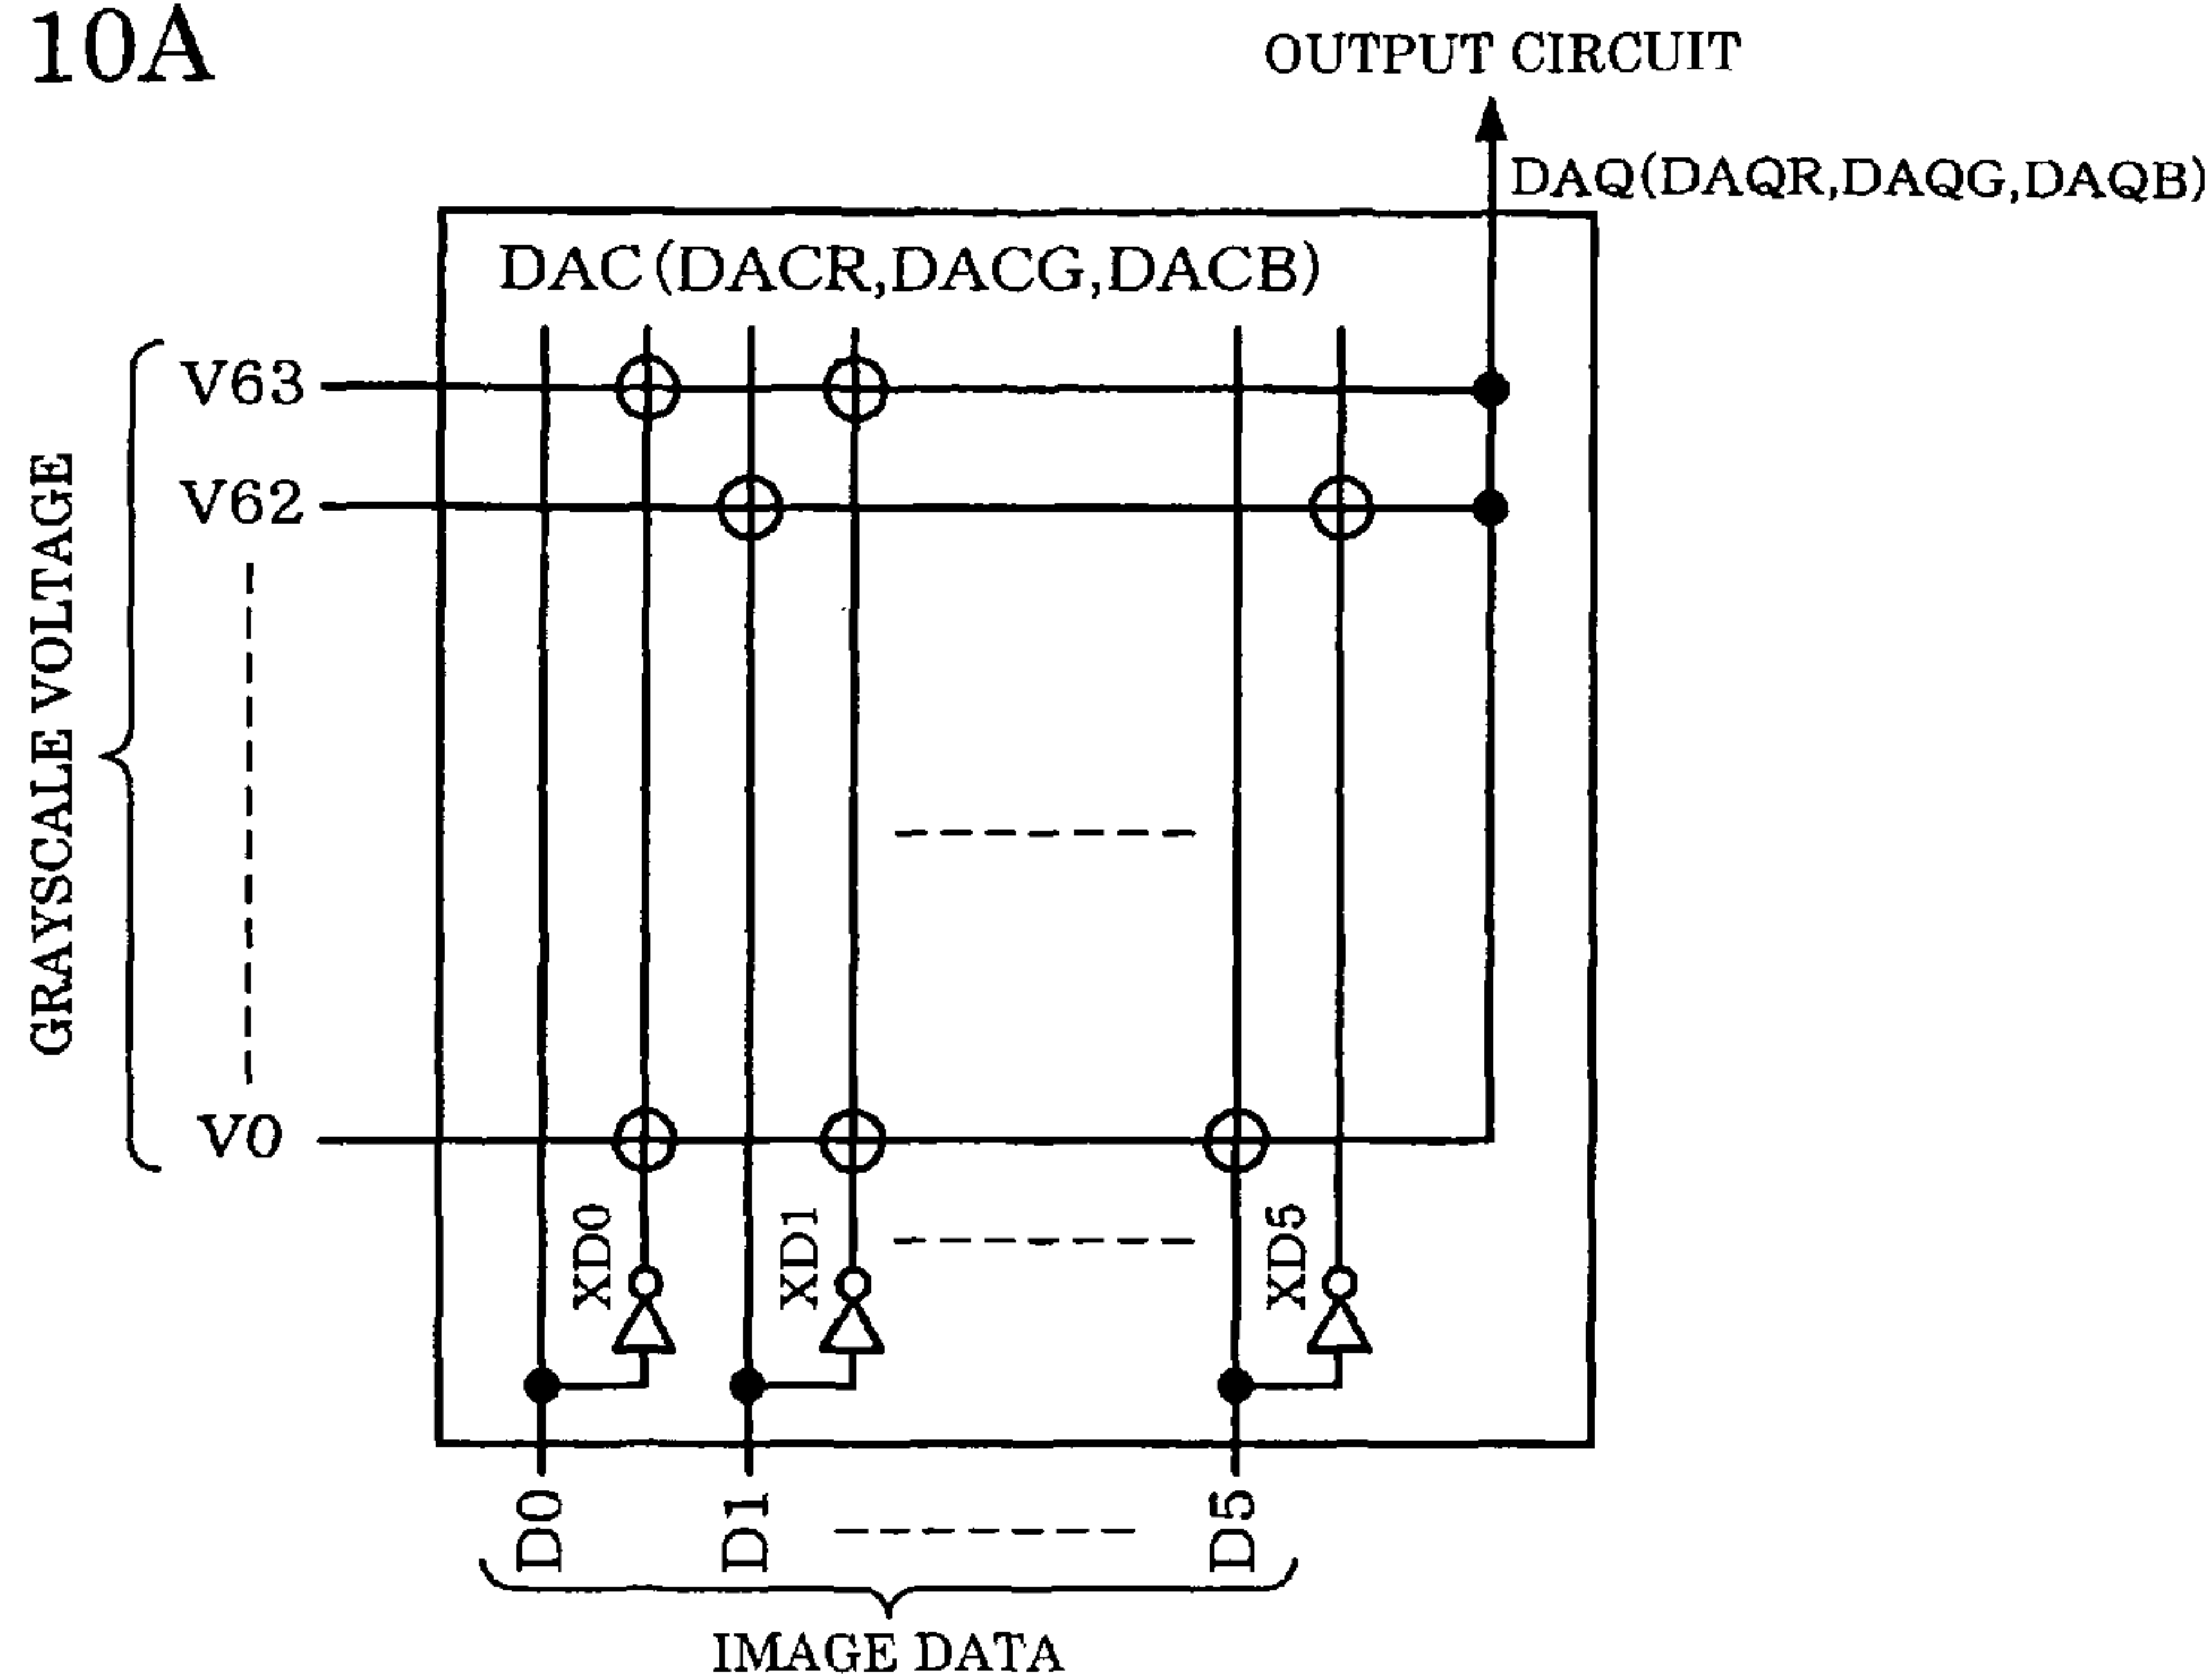 10A
OUTPUT CIRCUIT
DAQ(DAQR,DAQG,DAQB)
DAC(DACR,DACG,DACB)
V63
V62
GRAYSCALE VOLTAGE
V0
XD0
XD1
XD5
D0
D1
D5
IMAGE DATA